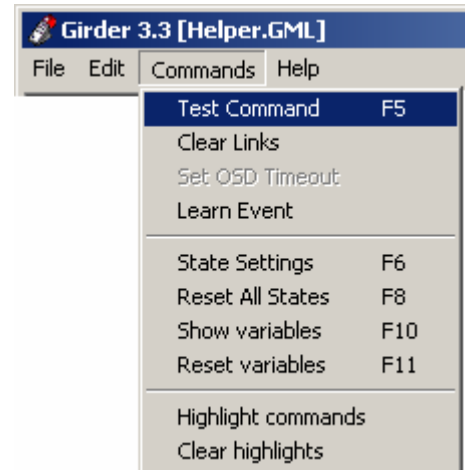 Girder 3.3 [Helper.GML]
File Edit Commands Help
Test Command F5
Clear Links
Set OSD Timeout
Learn Event
State Settings F6
Reset All States F8
Show variables F10
Reset variables F11
Highlight commands
Clear highlights